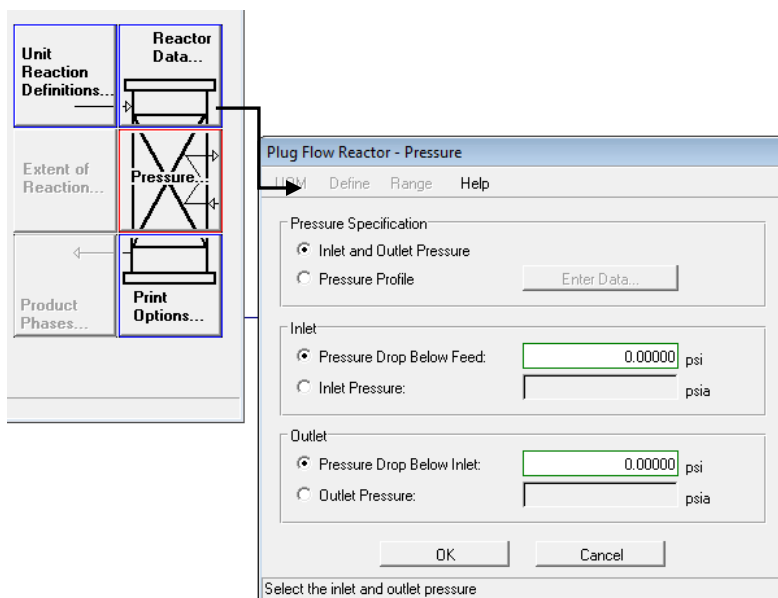 Unit
Reaction
Definitions...
Reactor
Data...
Extent of
Reaction...
Pressure...
Product
Phases...
Print
Options...
Plug Flow Reactor - Pressure
UOM Define Range Help
Pressure Specification
Inlet and Outlet Pressure
Pressure Profile Enter Data...
Inlet
Pressure Drop Below Feed: 0.00000 psi
Inlet Pressure: psia
Outlet
Pressure Drop Below Inlet: 0.00000 psi
Outlet Pressure: psia
OK Cancel
Select the inlet and outlet pressure